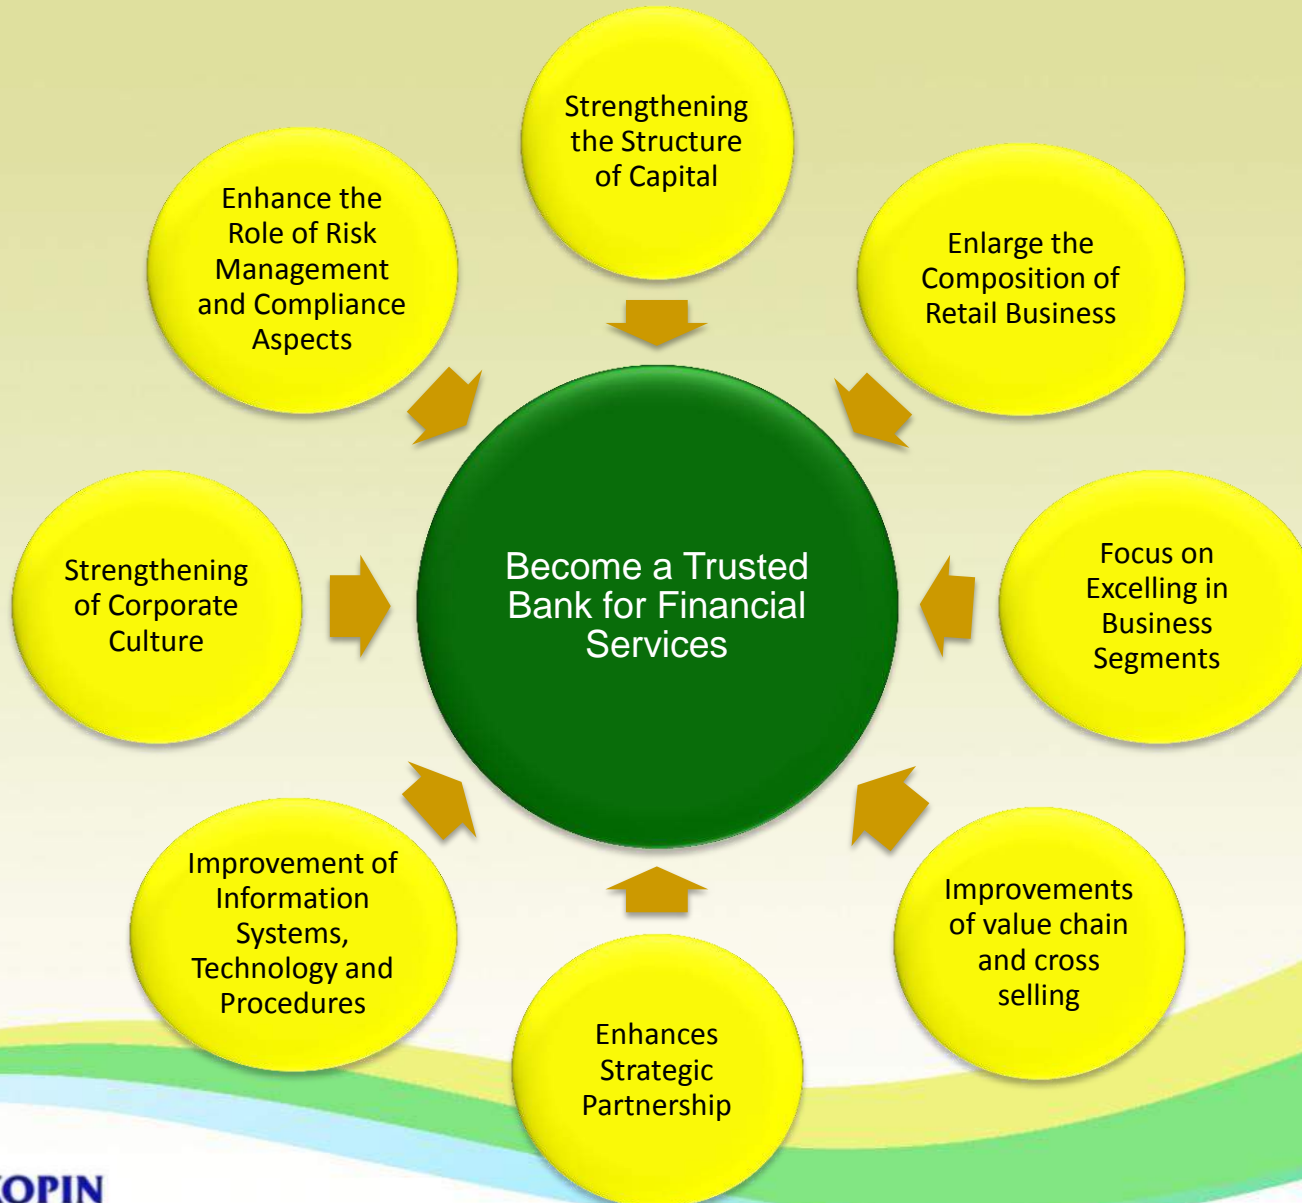 Strengthening
the Structure
of Capital
Enlarge the
Composition of
Retail Business
Focus on
Excelling in
Business
Segments
Improvements
of value chain
and cross
selling
Enhances
Strategic
Partnership
Improvement of
Information
Systems,
Technology and
Procedures
Strengthening
of Corporate
Culture
Enhance the
Role of Risk
Management
and Compliance
Aspects
Become a Trusted
Bank for Financial
Services